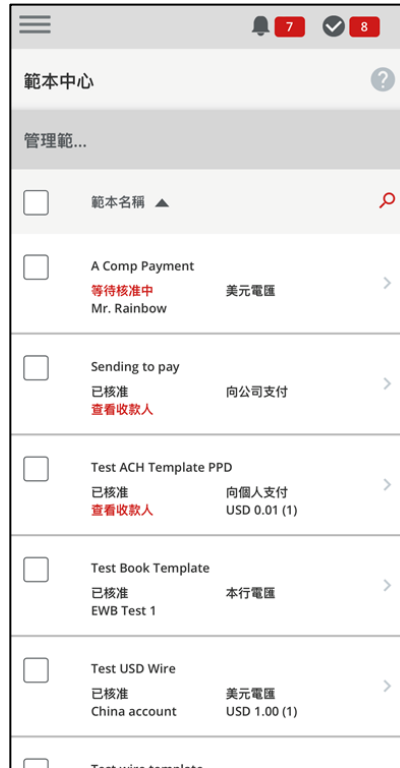 7 8
範本中心
管理範...
範本名稱
A Comp Payment
等待核准中 美元電匯
Mr. Rainbow
Sending to pay
已核准 向公司支付
查看收款人
Test ACH Template PPD
已核准 向個人支付
查看收款人 USD 0.01 (1)
Test Book Template
已核准 本行電匯
EWB Test 1
Test USD Wire
已核准 美元電匯
China account USD 1.00 (1)
Test wire template